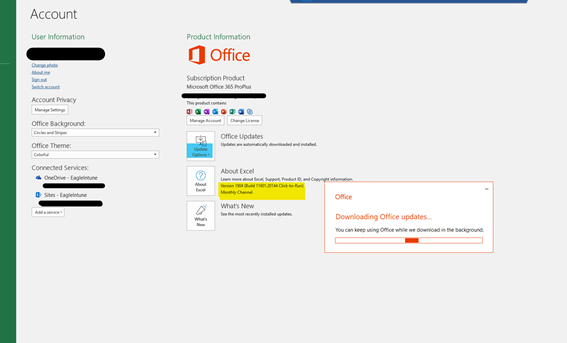 Account
User Information
Change photo
About me
Sign out
Switch account
Account Privacy
Manage Settings
Office Background:
Circles and Stripes
Office Theme:
Colorful
Connected Services:
OneDrive - EagleIntune
Sites - EagleIntune
Add a service
Product Information
Office
Subscription Product
Microsoft Office 365 ProPlus
This product contains
Manage Account
Change License
Update Options
Office Updates
Updates are automatically downloaded and installed.
About Excel
About Excel
Learn more about Excel, Support, Product ID, and Copyright information.
Version 1904 (Build 11601.20144 Click-to-Run)
Monthly Channel
What's New
What's New
See the most recently installed updates.
Office
Downloading Office updates...
You can keep using Office while we download in the background.